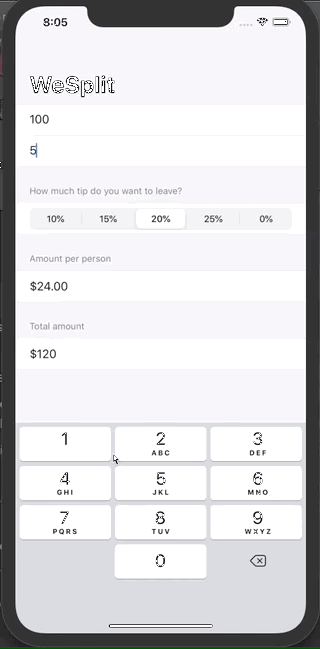 8:05
WeSplit
100
5
How much tip do you want to leave?
10% 15% 20% 25% 0%
Amount per person
$24.00
Total amount
$120
1 2 3
ABC DEF
4 5 6
GHI JKL MNO
7 8 9
PQRS TUV WXYZ
0